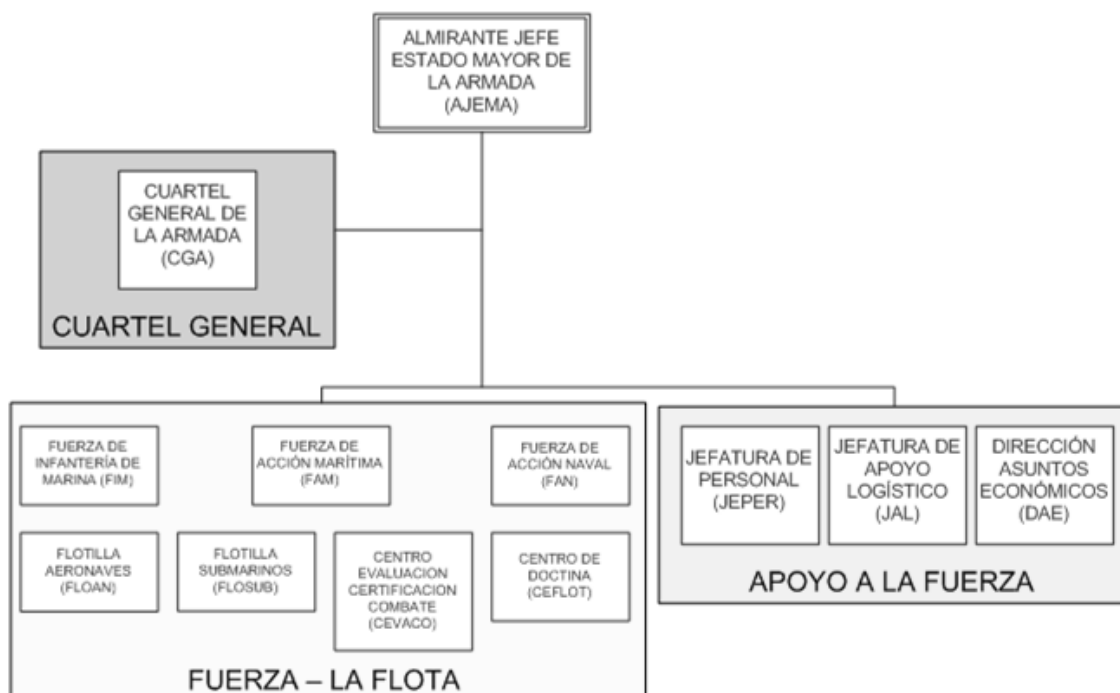 ALMIRANTE JEFE
ESTADO MAYOR DE
LA ARMADA
(AJEMA)
CUARTEL
GENERAL DE
LA ARMADA
(CGA)
CUARTEL GENERAL
FUERZA DE
INFANTERÍA DE
MARINA (FIM)
FUERZA DE
ACCIÓN MARÍTIMA
(FAM)
FUERZA DE
ACCIÓN NAVAL
(FAN)
FLOTILLA
AERONAVES
(FLOAN)
FLOTILLA
SUBMARINOS
(FLOSUB)
CENTRO
EVALUACION
CERTIFICACION
COMBATE
(CEVACO)
CENTRO DE
DOCTINA
(CEFLOT)
FUERZA – LA FLOTA
JEFATURA DE
PERSONAL
(JEPER)
JEFATURA DE
APOYO
LOGÍSTICO
(JAL)
DIRECCIÓN
ASUNTOS
ECONÓMICOS
(DAE)
APOYO A LA FUERZA